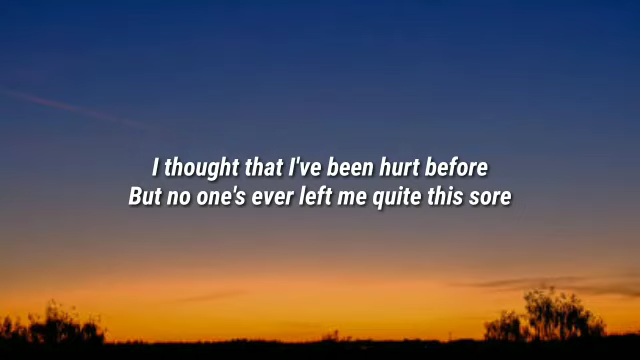 I thought that I've been hurt before
But no one's ever left me quite this sore